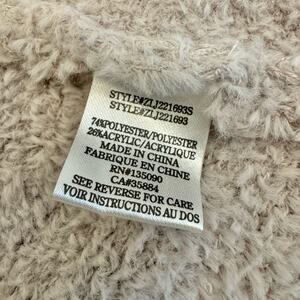 STYLE#ZLJ221693S
STYLE#ZLJ221693
74%POLYESTER/POLYESTER
26%ACRYLIC/ACRYLIQUE
MADE IN CHINA
FABRIQUE EN CHINE
RN#135090
CA#35884
SEE REVERSE FOR CARE
VOIR INSTRUCTIONS AU DOS